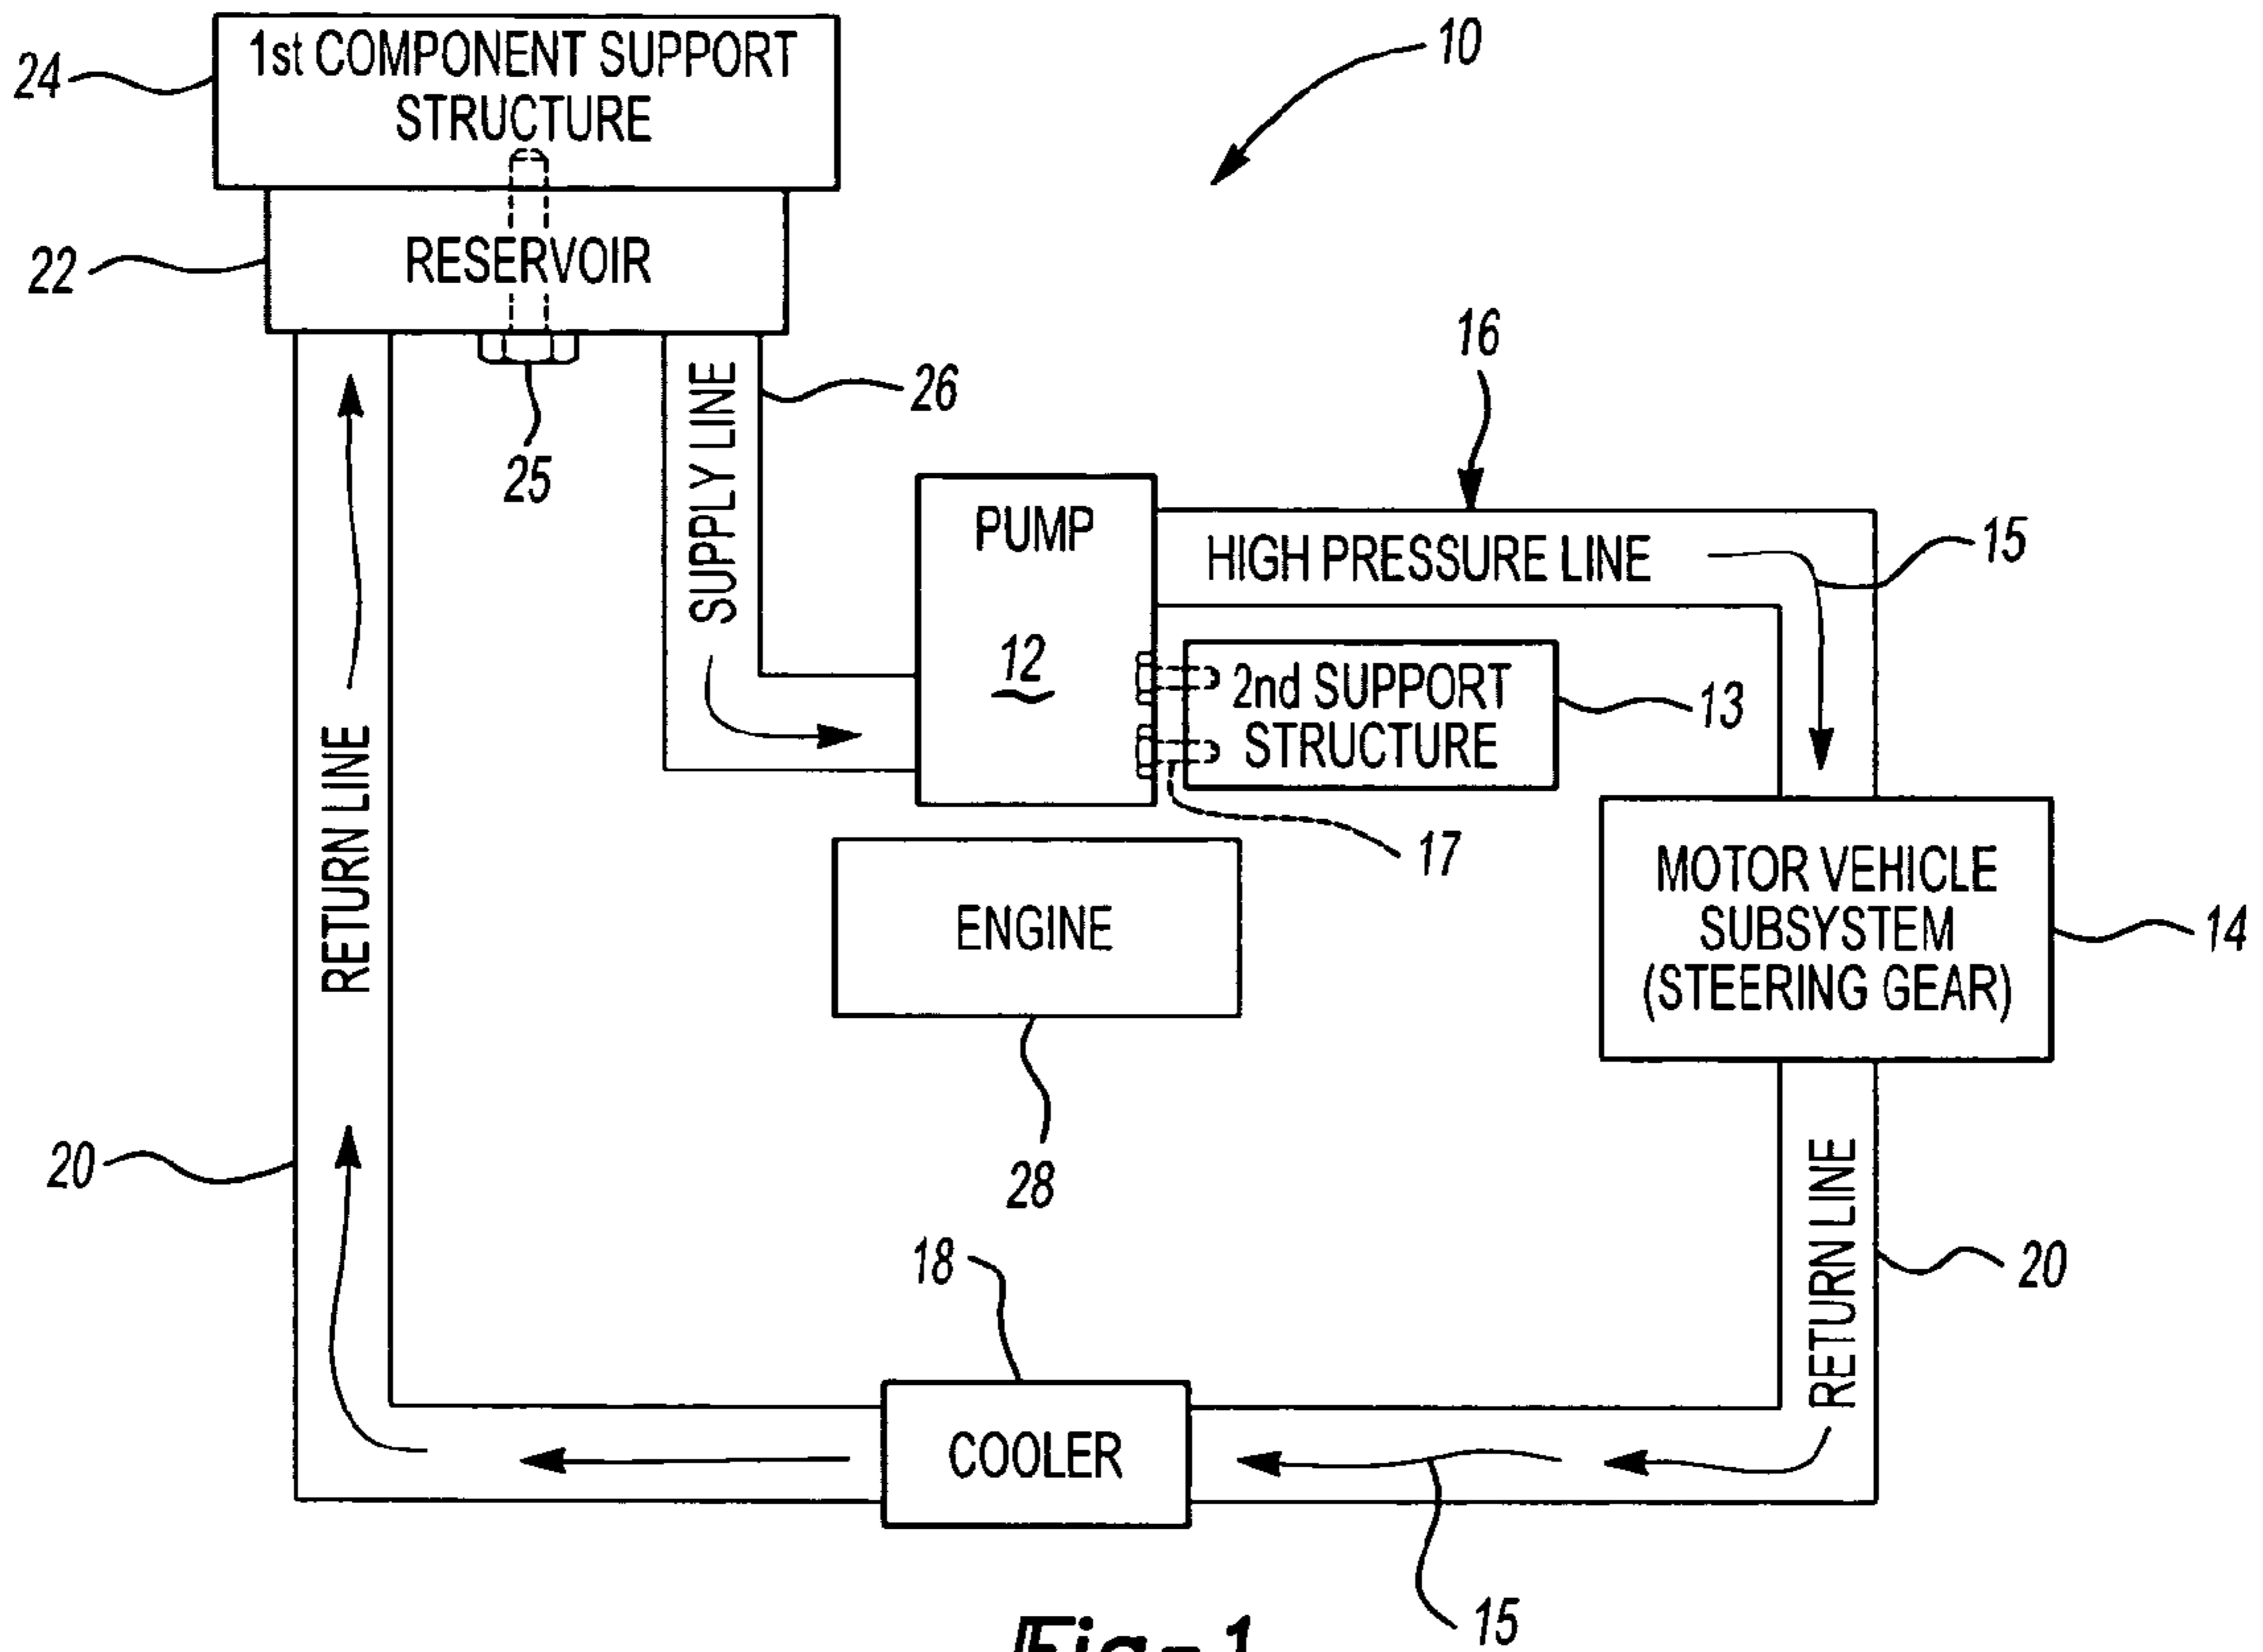 10
24
1st COMPONENT SUPPORT
STRUCTURE
22
RESERVOIR
25
26
SUPPLY LINE
16
PUMP
12
HIGH PRESSURE LINE
15
2nd SUPPORT
STRUCTURE
13
17
RETURN LINE
ENGINE
28
MOTOR VEHICLE
SUBSYSTEM
(STEERING GEAR)
14
20
18
COOLER
RETURN LINE
20
15
Fig-1